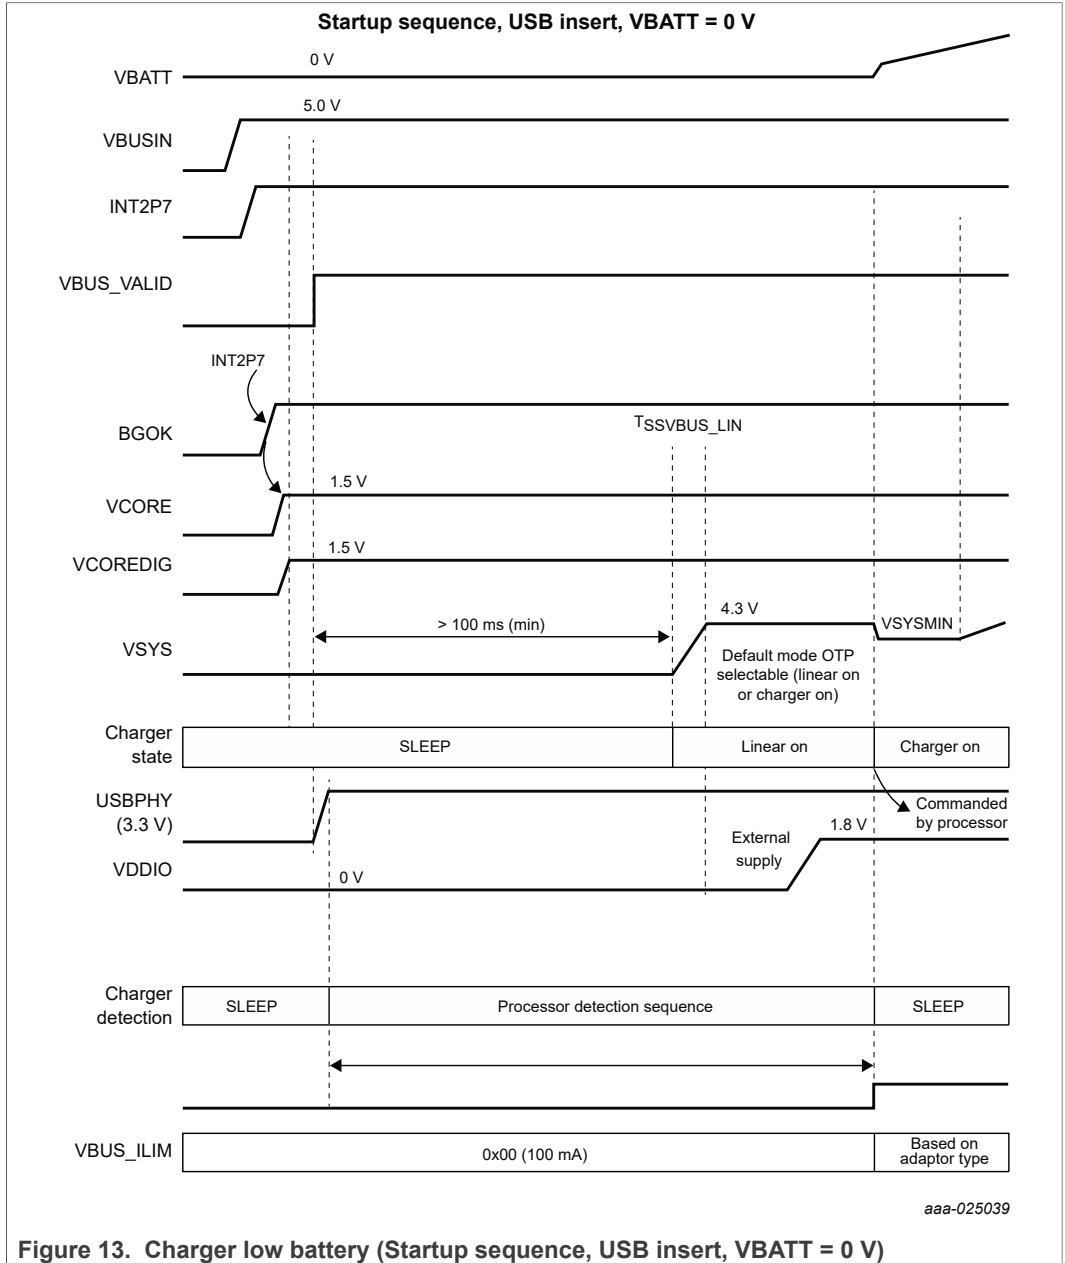 Startup sequence, USB insert, VBATT = 0 V
0 V
VBATT
5.0 V
VBUSIN
INT2P7
VBUS_VALID
INT2P7
BGOK
TSSVBUS_LIN
1.5 V
VCORE
1.5 V
VCOREDIG
4.3 V
> 100 ms (min)
VSYSMIN
VSYS
Default mode OTP
selectable (linear on
or charger on)
Charger
state
SLEEP
Linear on
Charger on
USBPHY
(3.3 V)
Commanded
by processor
1.8 V
External
supply
VDDIO
0 V
Charger
detection
SLEEP
Processor detection sequence
SLEEP
VBUS_ILIM
0x00 (100 mA)
Based on
adaptor type
aaa-025039
Figure 13. Charger low battery (Startup sequence, USB insert, VBATT = 0 V)